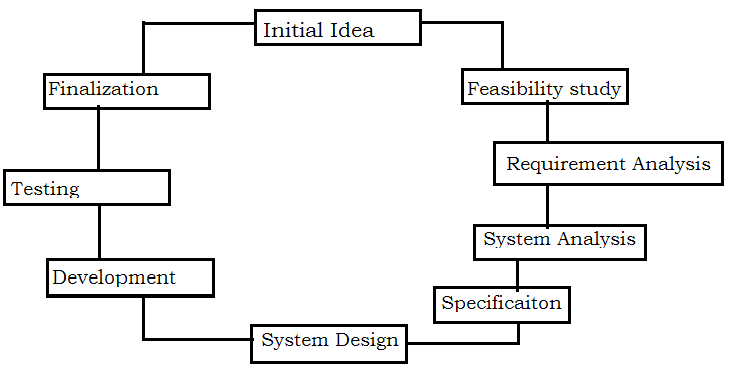 Initial Idea
Feasibility study
Requirement Analysis
System Analysis
Specificaiton
System Design
Development
Testing
Finalization